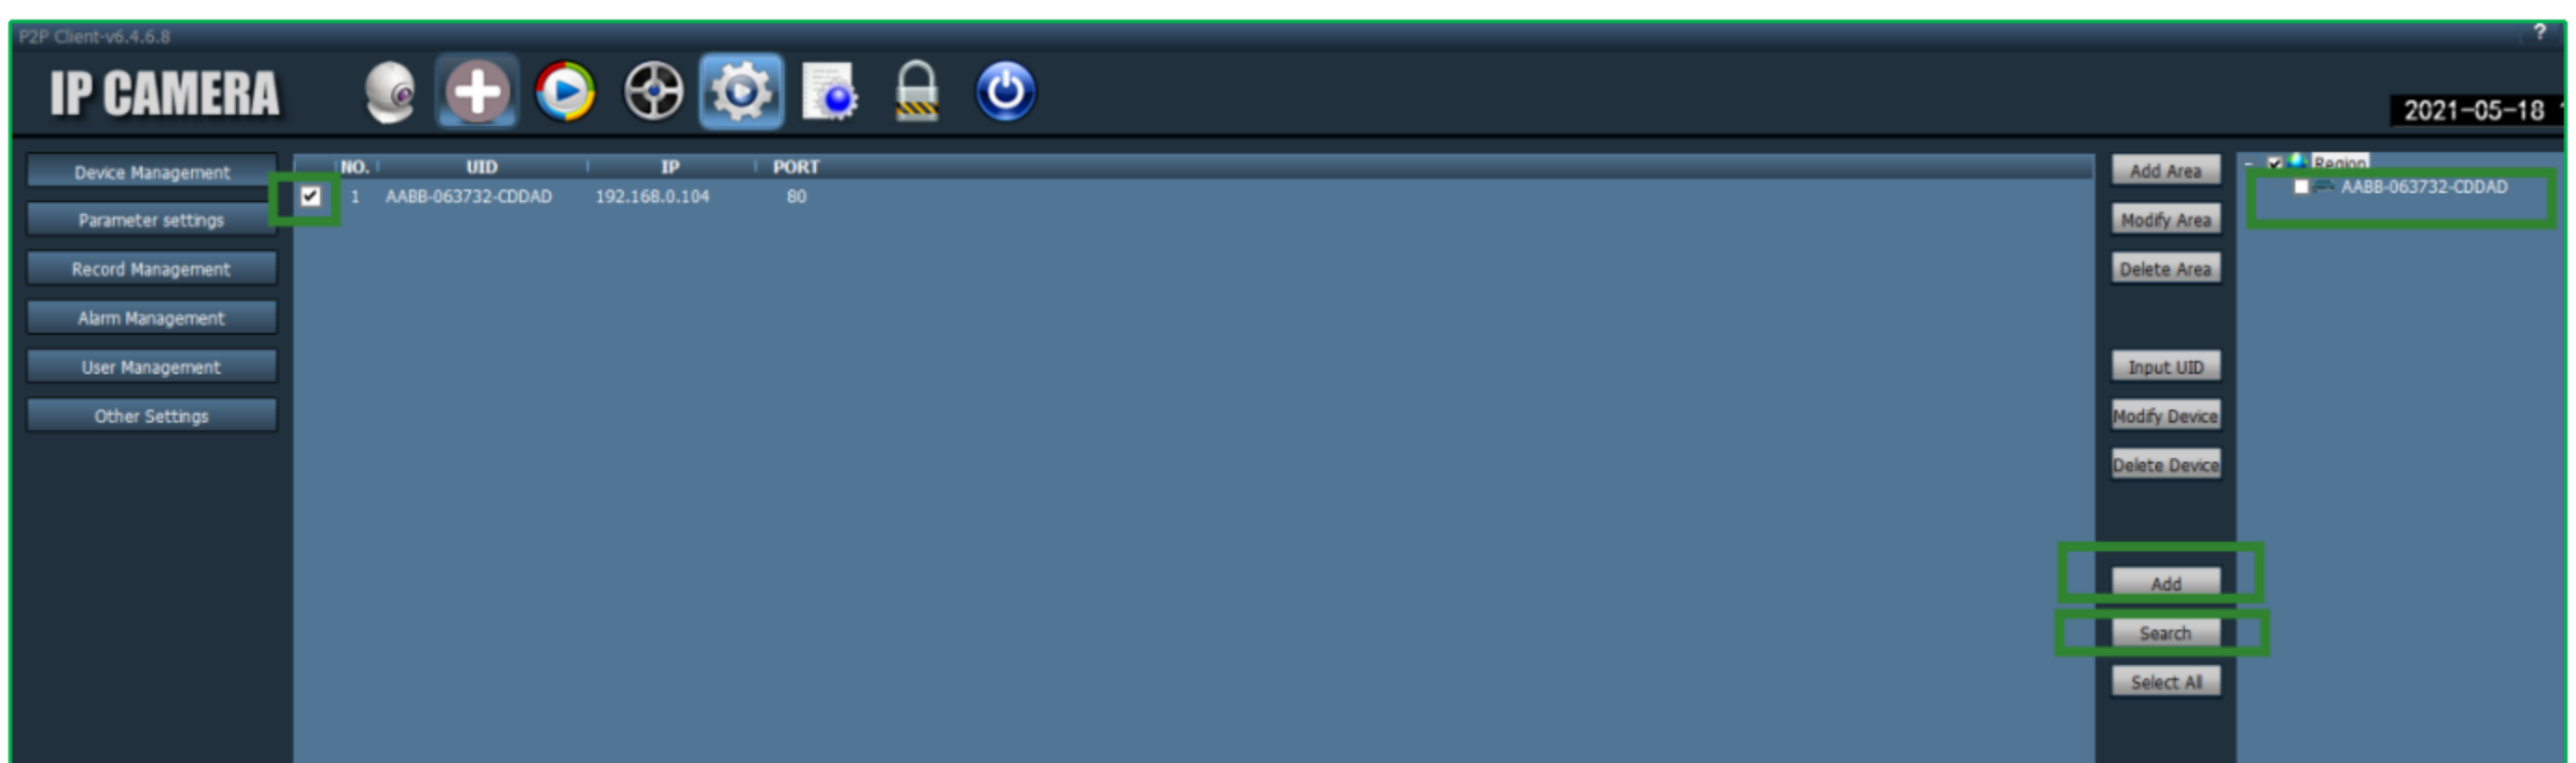 P2P Client-v6.4.6.8
?
IP CAMERA
2021-05-18
Device Management
Parameter settings
Record Management
Alarm Management
User Management
Other Settings
NO. UID IP PORT
1 AABB-063732-CDDAD 192.168.0.104 80
Add Area
Modify Area
Delete Area
Input UID
Modify Device
Delete Device
Add
Search
Select All
Region
AABB-063732-CDDAD